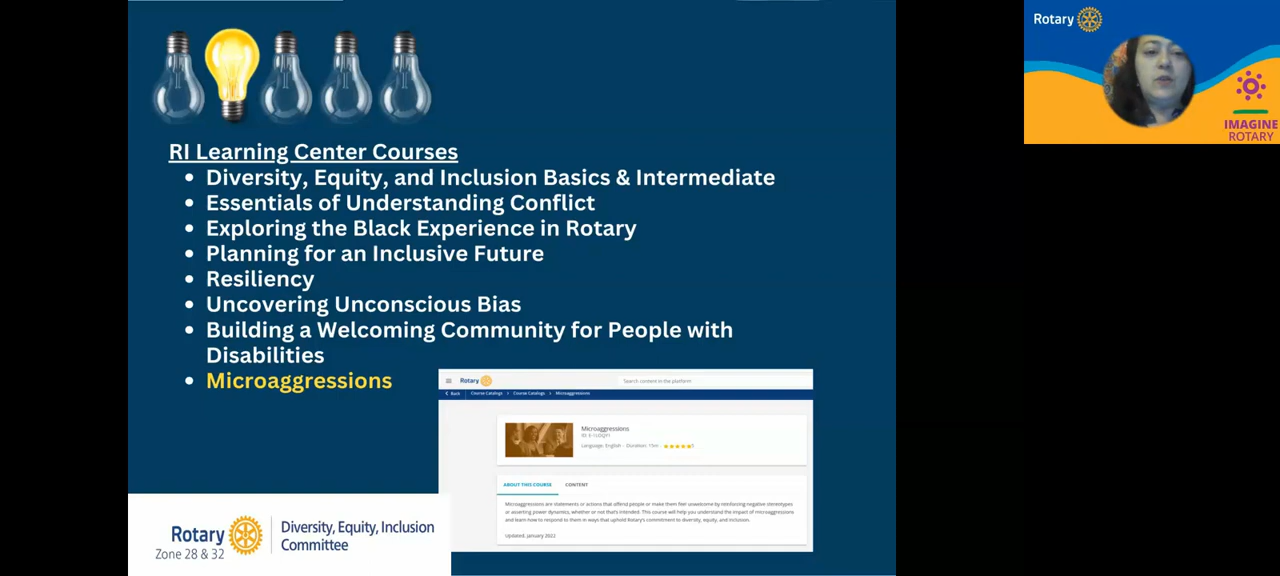 RI Learning Center Courses
Diversity, Equity, and Inclusion Basics & Intermediate
Essentials of Understanding Conflict
Exploring the Black Experience in Rotary
Planning for an Inclusive Future
Resiliency
Uncovering Unconscious Bias
Building a Welcoming Community for People with
Disabilities
Microaggressions
Rotary
Search content in the platform
Back Course Catalogs > Course Catalogs > Microaggressions
Microaggressions
Language: English - Duration: 15m
ABOUT THIS COURSE CONTENT
Microaggressions are statements or actions that offend people or make them feel unwelcome by reinforcing negative stereotypes
or asserting power dynamics, whether or not that's intended. This course will help you understand the impact of microaggressions
and learn how to respond to them in ways that uphold Rotary's commitment to diversity, equity, and inclusion.
Updated, January 2022
Rotary
Zone 28 & 32
Diversity, Equity, Inclusion
Committee
Rotary
IMAGINE
ROTARY